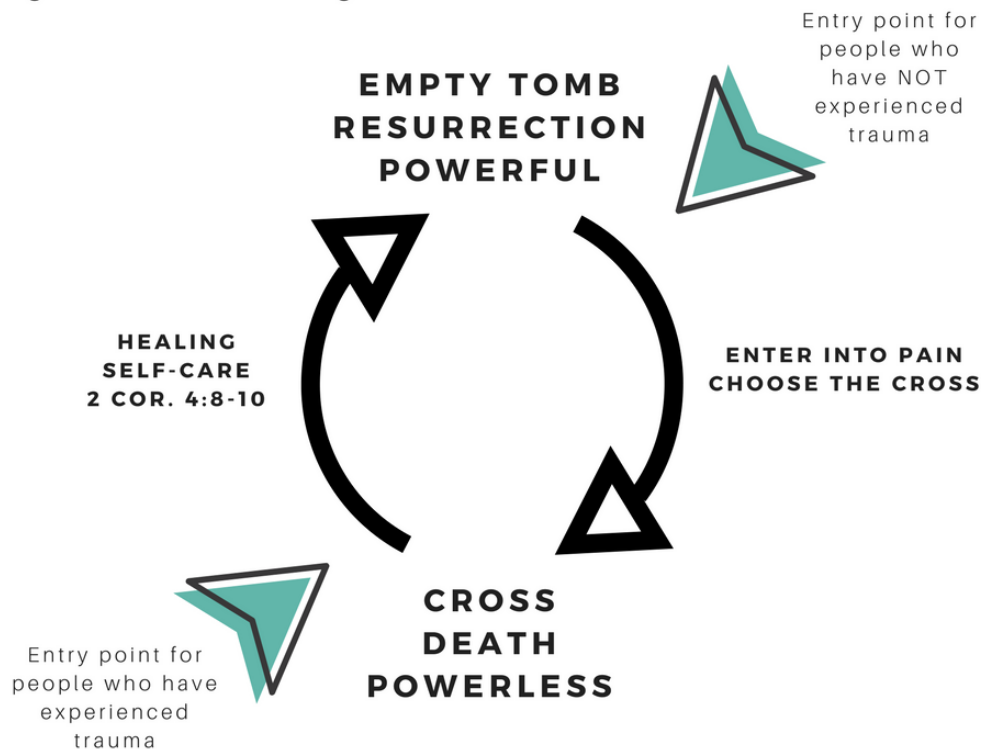 Entry point for
people who
have NOT
experienced
trauma
EMPTY TOMB
RESURRECTION
POWERFUL
HEALING
SELF-CARE
2 COR. 4:8-10
ENTER INTO PAIN
CHOOSE THE CROSS
CROSS
DEATH
POWERLESS
Entry point for
people who have
experienced
trauma